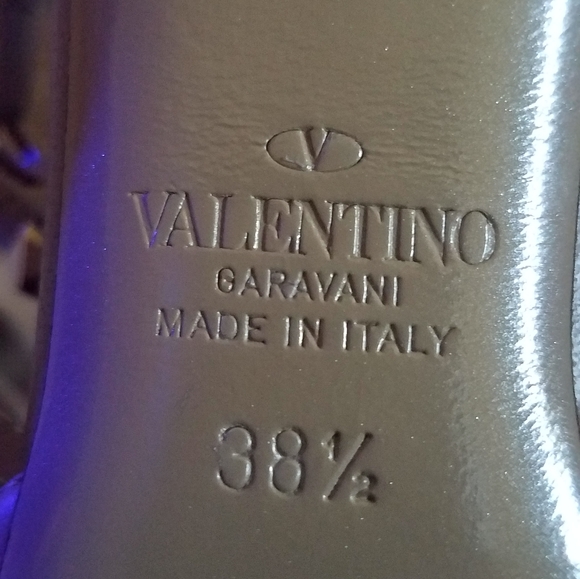 V
VALENTINO
GARAVANI
MADE IN ITALY
38½